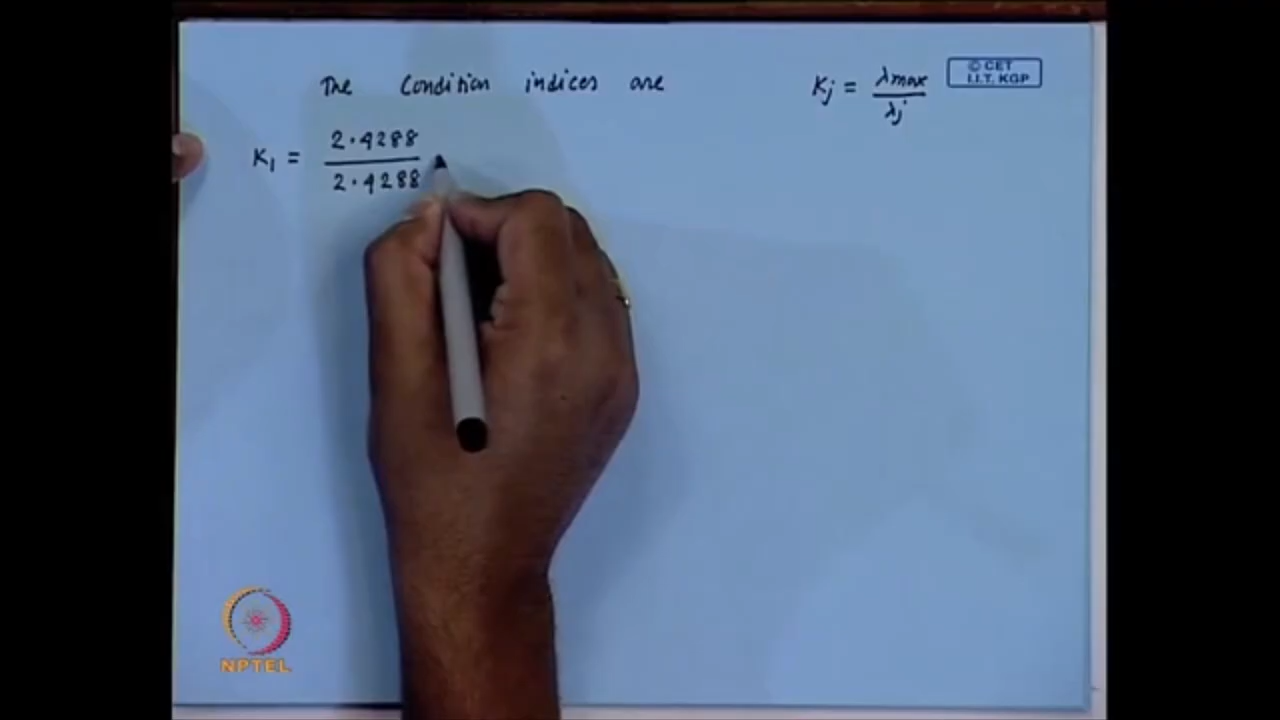 The Condition indices are
Kj = λmax / λj
© CET
I.I.T. KGP
K₁ = 2.4288 / 2.4288
NPTEL